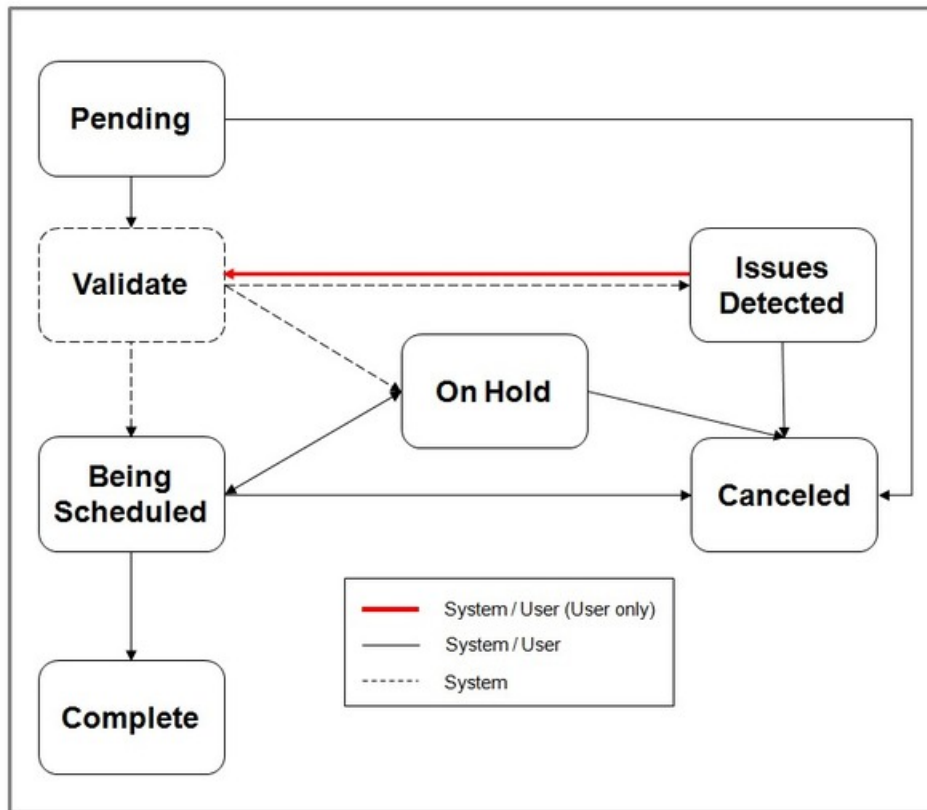 Pending
Validate
Issues
Detected
On Hold
Being
Scheduled
Canceled
System / User (User only)
System / User
System
Complete